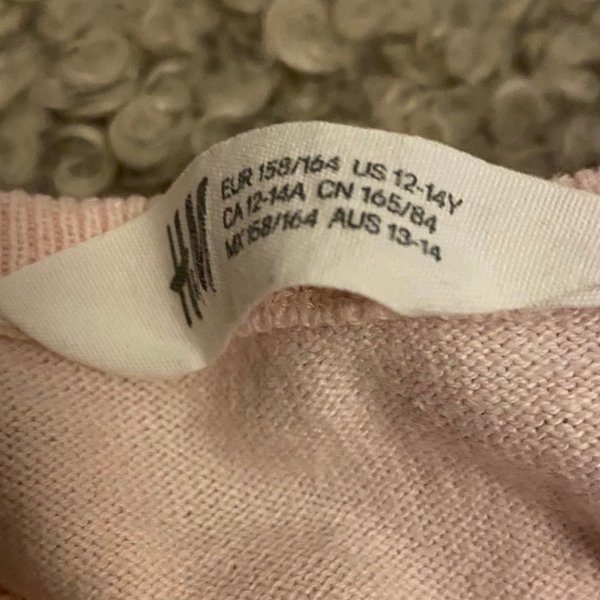 H&M
EUR 158/164 US 12-14Y
CA 12-14A CN 165/84
MX 158/164 AUS 13-14